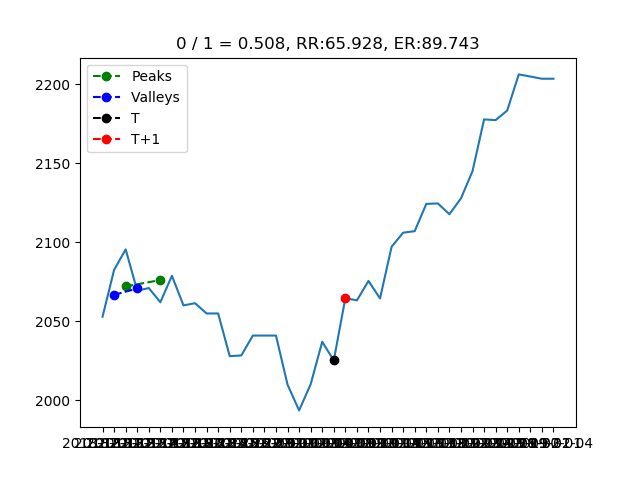 0 / 1 = 0.508, RR:65.928, ER:89.743
Peaks
Valleys
T
T+1
2200
2150
2100
2050
2000